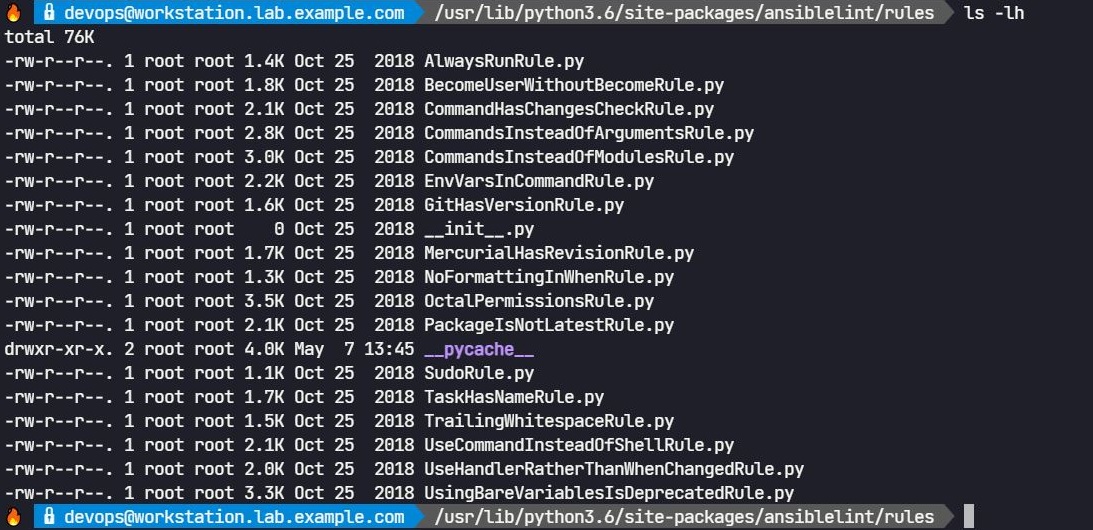 devops@workstation.lab.example.com /usr/lib/python3.6/site-packages/ansiblelint/rules ls -lh
total 76K
-rw-r--r--. 1 root root 1.4K Oct 25  2018 AlwaysRunRule.py
-rw-r--r--. 1 root root 1.8K Oct 25  2018 BecomeUserWithoutBecomeRule.py
-rw-r--r--. 1 root root 2.1K Oct 25  2018 CommandHasChangesCheckRule.py
-rw-r--r--. 1 root root 2.8K Oct 25  2018 CommandsInsteadOfArgumentsRule.py
-rw-r--r--. 1 root root 3.0K Oct 25  2018 CommandsInsteadOfModulesRule.py
-rw-r--r--. 1 root root 2.2K Oct 25  2018 EnvVarsInCommandRule.py
-rw-r--r--. 1 root root 1.6K Oct 25  2018 GitHasVersionRule.py
-rw-r--r--. 1 root root    0 Oct 25  2018 __init__.py
-rw-r--r--. 1 root root 1.7K Oct 25  2018 MercurialHasRevisionRule.py
-rw-r--r--. 1 root root 1.3K Oct 25  2018 NoFormattingInWhenRule.py
-rw-r--r--. 1 root root 3.5K Oct 25  2018 OctalPermissionsRule.py
-rw-r--r--. 1 root root 2.1K Oct 25  2018 PackageIsNotLatestRule.py
drwxr-xr-x. 2 root root 4.0K May  7 13:45 __pycache__
-rw-r--r--. 1 root root 1.1K Oct 25  2018 SudoRule.py
-rw-r--r--. 1 root root 1.7K Oct 25  2018 TaskHasNameRule.py
-rw-r--r--. 1 root root 1.5K Oct 25  2018 TrailingWhitespaceRule.py
-rw-r--r--. 1 root root 2.1K Oct 25  2018 UseCommandInsteadOfShellRule.py
-rw-r--r--. 1 root root 2.0K Oct 25  2018 UseHandlerRatherThanWhenChangedRule.py
-rw-r--r--. 1 root root 3.3K Oct 25  2018 UsingBareVariablesIsDeprecatedRule.py
devops@workstation.lab.example.com /usr/lib/python3.6/site-packages/ansiblelint/rules